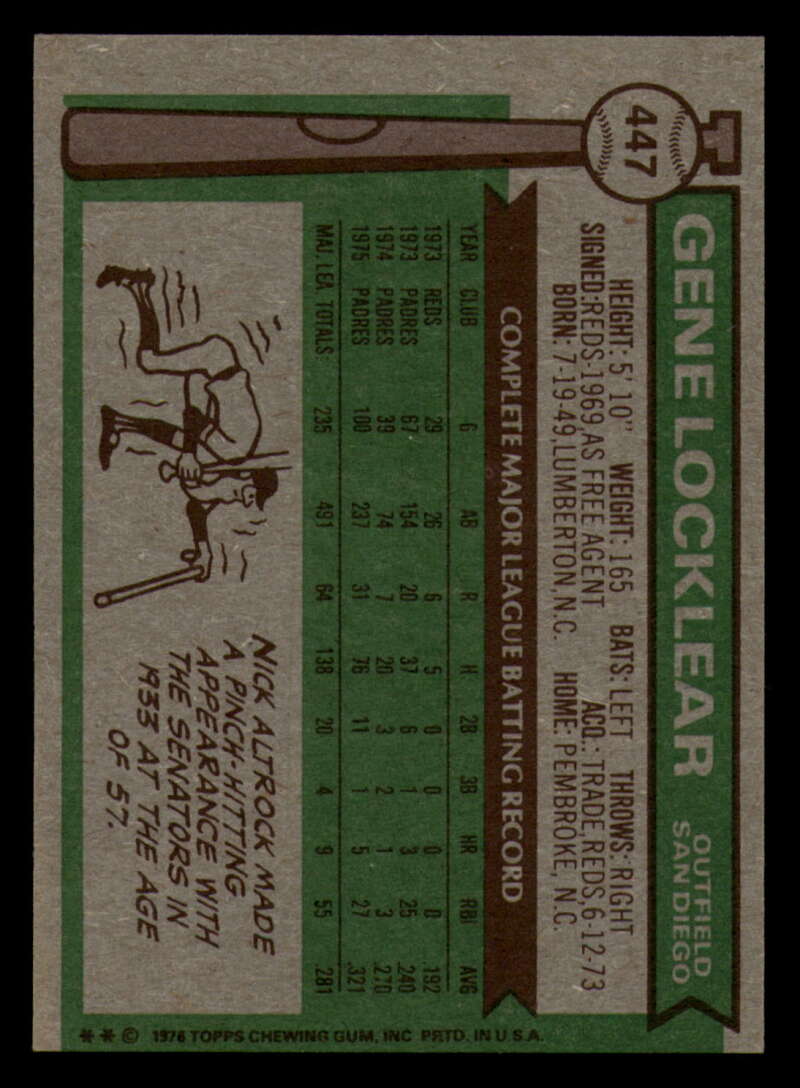 447
GENE LOCKLEAR
OUTFIELD
SAN DIEGO
HEIGHT: 5' 10" WEIGHT: 165 BATS: LEFT THROWS: RIGHT
SIGNED: REDS-1969, AS FREE AGENT ACQ.: TRADE, REDS, 6-12-73
BORN: 7-19-49, LUMBERTON, N.C. HOME: PEMBROKE, N.C.
COMPLETE MAJOR LEAGUE BATTING RECORD
YEAR CLUB G AB R H 2B 3B HR RBI AVG
1973 REDS 29 26 6 5 0 0 0 0 .192
1973 PADRES 67 154 20 37 6 1 3 25 .240
1974 PADRES 39 74 7 20 3 2 1 3 .270
1975 PADRES 100 237 31 76 11 1 5 27 .321
MAJ. LEA. TOTALS 235 491 64 138 20 4 9 55 .281
NICK ALTROCK MADE
A PINCH-HITTING
APPEARANCE WITH
THE SENATORS IN
1933 AT THE AGE
OF 57.
** © 1976 TOPPS CHEWING GUM, INC PRTD. IN U.S.A.